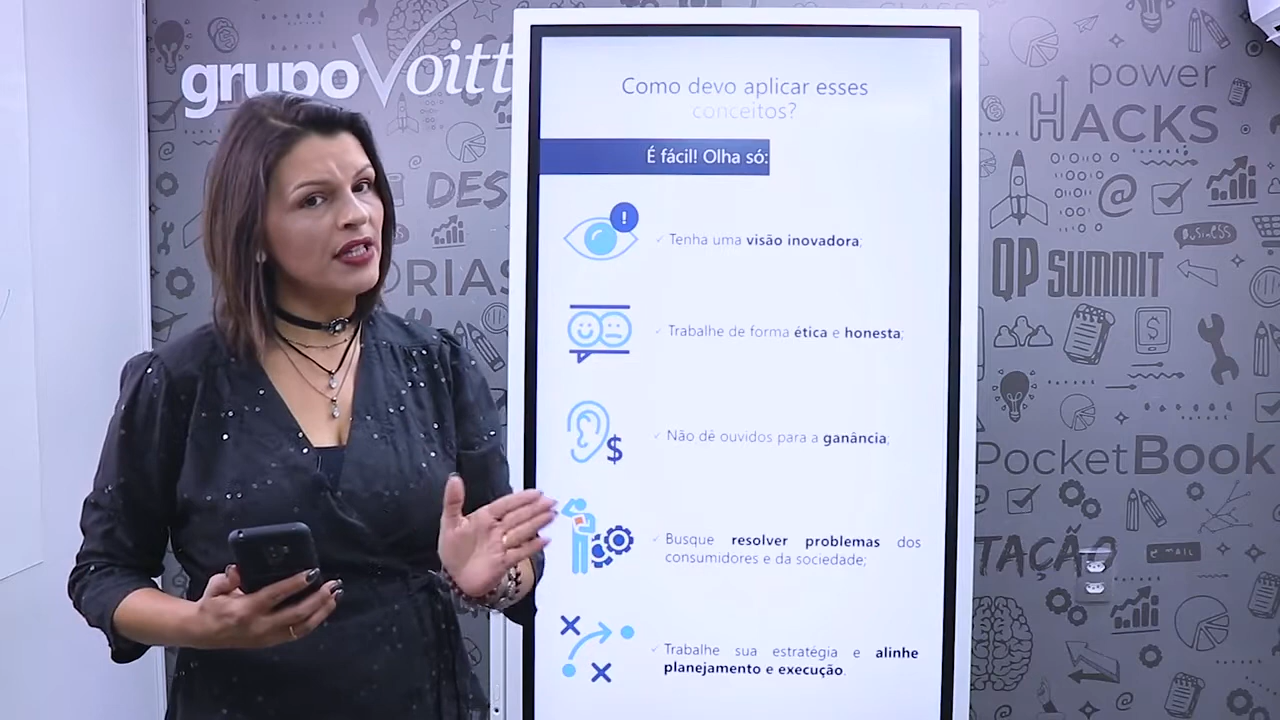 grupo Voitt
Como devo aplicar esses
conceitos?
É fácil! Olha só:
!
✓ Tenha uma visão inovadora;
✓ Trabalhe de forma ética e honesta;
$
✓ Não dê ouvidos para a ganância;
✓ Busque resolver problemas dos
consumidores e da sociedade;
✓ Trabalhe sua estratégia e alinhe
planejamento e execução.
power
HACKS
@
BUSINESS
QP SUMMIT
$
PocketBook
TAÇÃO
E-MAIL
DES
ORIAS